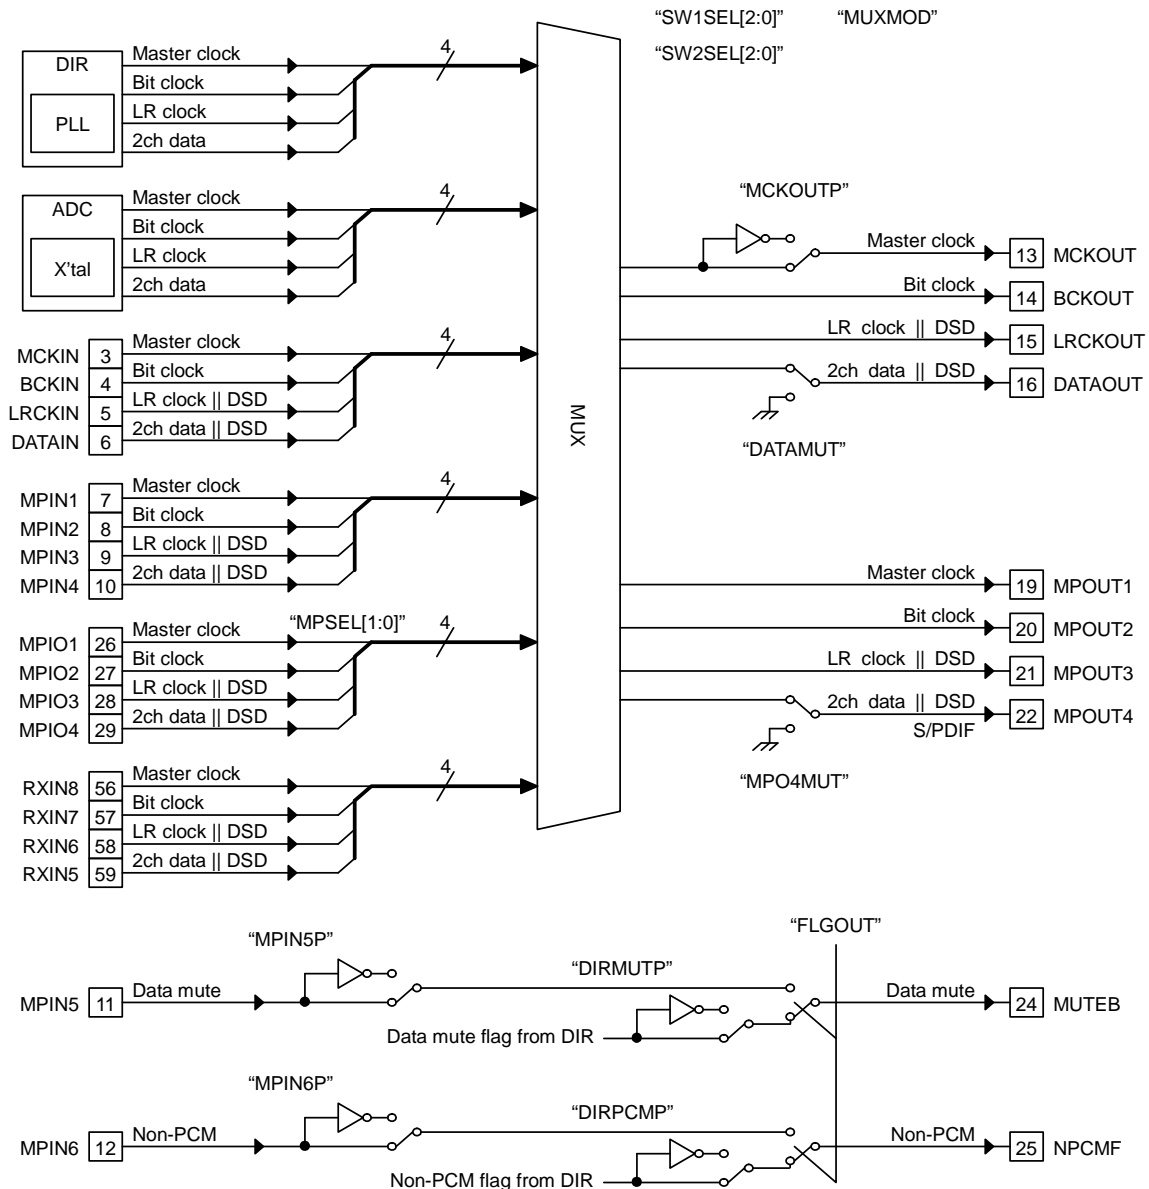 “SW1SEL[2:0]” “MUXMOD”
“SW2SEL[2:0]”
DIR
PLL
Master clock
Bit clock
LR clock
2ch data
4
ADC
X'tal
Master clock
Bit clock
LR clock
2ch data
4
MCKIN 3 Master clock
BCKIN 4 Bit clock
LRCKIN 5 LR clock || DSD
DATAIN 6 2ch data || DSD
4
MPIN1 7 Master clock
MPIN2 8 Bit clock
MPIN3 9 LR clock || DSD
MPIN4 10 2ch data || DSD
4
“MPSEL[1:0]”
MPIO1 26 Master clock
MPIO2 27 Bit clock
MPIO3 28 LR clock || DSD
MPIO4 29 2ch data || DSD
4
RXIN8 56 Master clock
RXIN7 57 Bit clock
RXIN6 58 LR clock || DSD
RXIN5 59 2ch data || DSD
4
MUX
“MCKOUTP”
Master clock 13 MCKOUT
Bit clock 14 BCKOUT
LR clock || DSD 15 LRCKOUT
2ch data || DSD 16 DATAOUT
“DATAMUT”
Master clock 19 MPOUT1
Bit clock 20 MPOUT2
LR clock || DSD 21 MPOUT3
2ch data || DSD 22 MPOUT4
S/PDIF
“MPO4MUT”
“FLGOUT”
“MPIN5P”
“DIRMUTP”
MPIN5 11 Data mute
Data mute 24 MUTEB
Data mute flag from DIR
“MPIN6P”
“DIRPCMP”
MPIN6 12 Non-PCM
Non-PCM 25 NPCMF
Non-PCM flag from DIR